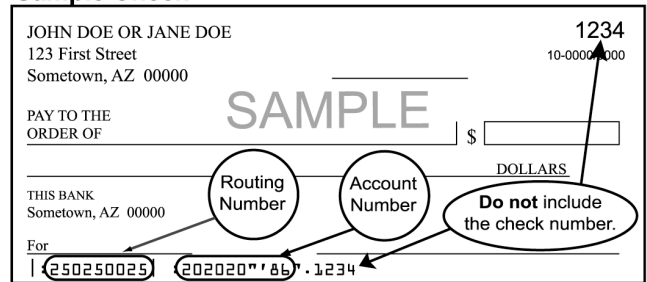 JOHN DOE OR JANE DOE
1234
123 First Street
10-0000/0000
Sometown, AZ 00000
SAMPLE
PAY TO THE
ORDER OF
$
DOLLARS
THIS BANK
Sometown, AZ 00000
Routing
Number
Account
Number
Do not include
the check number.
For
|:250250025| :202020"'86".1234